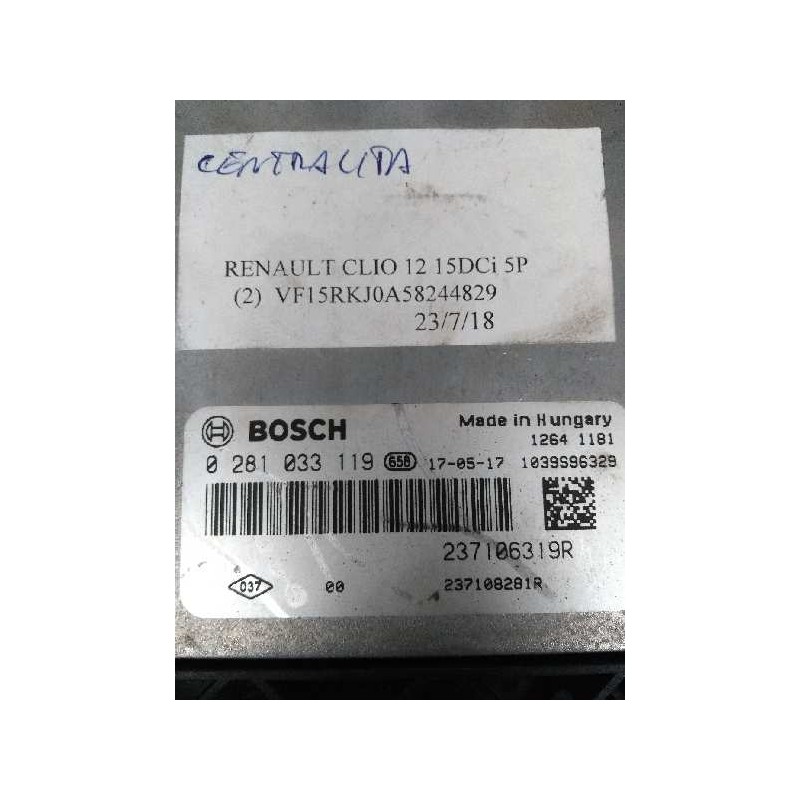 CENTRALITA
RENAULT CLIO 12 15DCi 5P
(2) VF15RKJ0A58244829
23/7/18
BOSCH
Made in Hungary
1264 1181
0 281 033 119 658 17-05-17 1039S96329
237106319R
037 00 237108281R